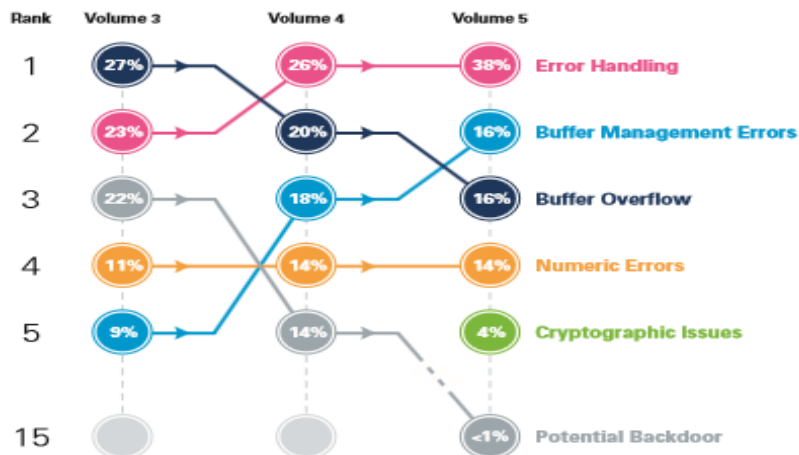 Rank Volume 3 Volume 4 Volume 5
1 27% 26% 38% Error Handling
2 23% 20% 16% Buffer Management Errors
3 22% 18% 16% Buffer Overflow
4 11% 14% 14% Numeric Errors
5 9% 14% 4% Cryptographic Issues
15 <1% Potential Backdoor